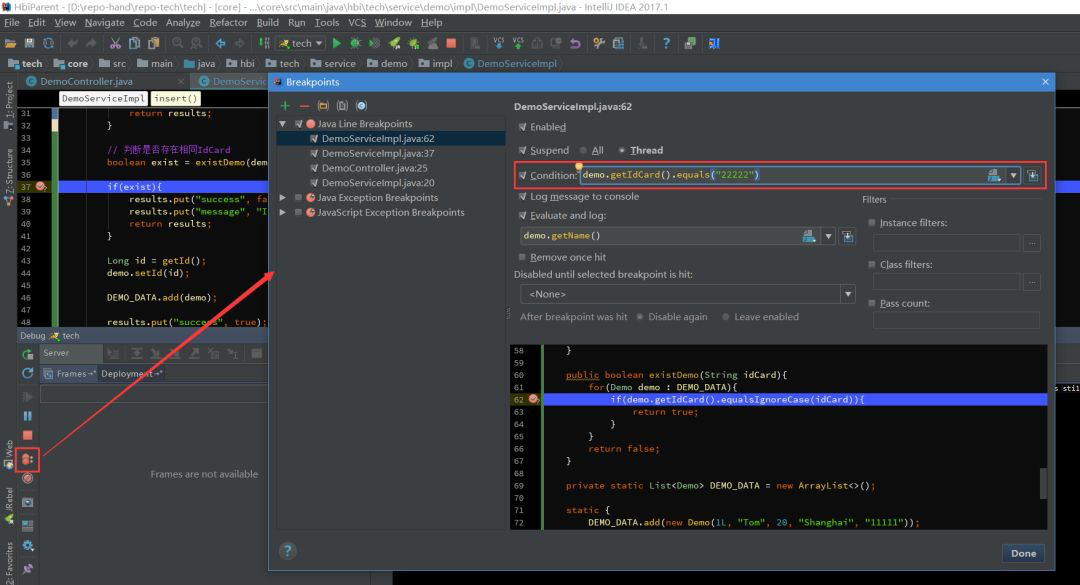 HbiParent - [D:\repo-hand\repo-tech\tech] - [core] - ...\core\src\main\java\hbi\tech\service\demo\impl\DemoServiceImpl.java - IntelliJ IDEA 2017.1
File Edit View Navigate Code Analyze Refactor Build Run Tools VCS Window Help
tech
tech core src main java hbi tech service demo impl DemoServiceImpl
DemoController.java DemoServic
DemoServiceImpl insert()
31 return results;
32 }
33
34 // 判断是否存在相同IdCard
35 boolean exist = existDemo(dem
36
37 if(exist){
38 results.put("success", fa
39 results.put("message", "I
40 return results;
41 }
42
43 Long id = getId();
44 demo.setId(id);
45
46 DEMO_DATA.add(demo);
47
48 results.put("success", true);
1: Project
7: Structure
Web
JRebel
2: Favorites
Debug tech
Server
Frames Deployment
Frames are not available
s stil
Breakpoints
Java Line Breakpoints
DemoServiceImpl.java:62
DemoServiceImpl.java:37
DemoController.java:25
DemoServiceImpl.java:20
Java Exception Breakpoints
JavaScript Exception Breakpoints
DemoServiceImpl.java:62
Enabled
Suspend All Thread
Condition: demo.getIdCard().equals("22222")
Log message to console
Evaluate and log:
demo.getName()
Remove once hit
Disabled until selected breakpoint is hit:
<None>
After breakpoint was hit Disable again Leave enabled
Filters
Instance filters:
...
Class filters:
...
Pass count:
58 }
59
60 public boolean existDemo(String idCard){
61 for(Demo demo : DEMO_DATA){
62 if(demo.getIdCard().equalsIgnoreCase(idCard)){
63 return true;
64 }
65 }
66 return false;
67 }
68
69 private static List<Demo> DEMO_DATA = new ArrayList<>();
70
71 static {
72 DEMO_DATA.add(new Demo(1L, "Tom", 20, "Shanghai", "11111"));
?
Done